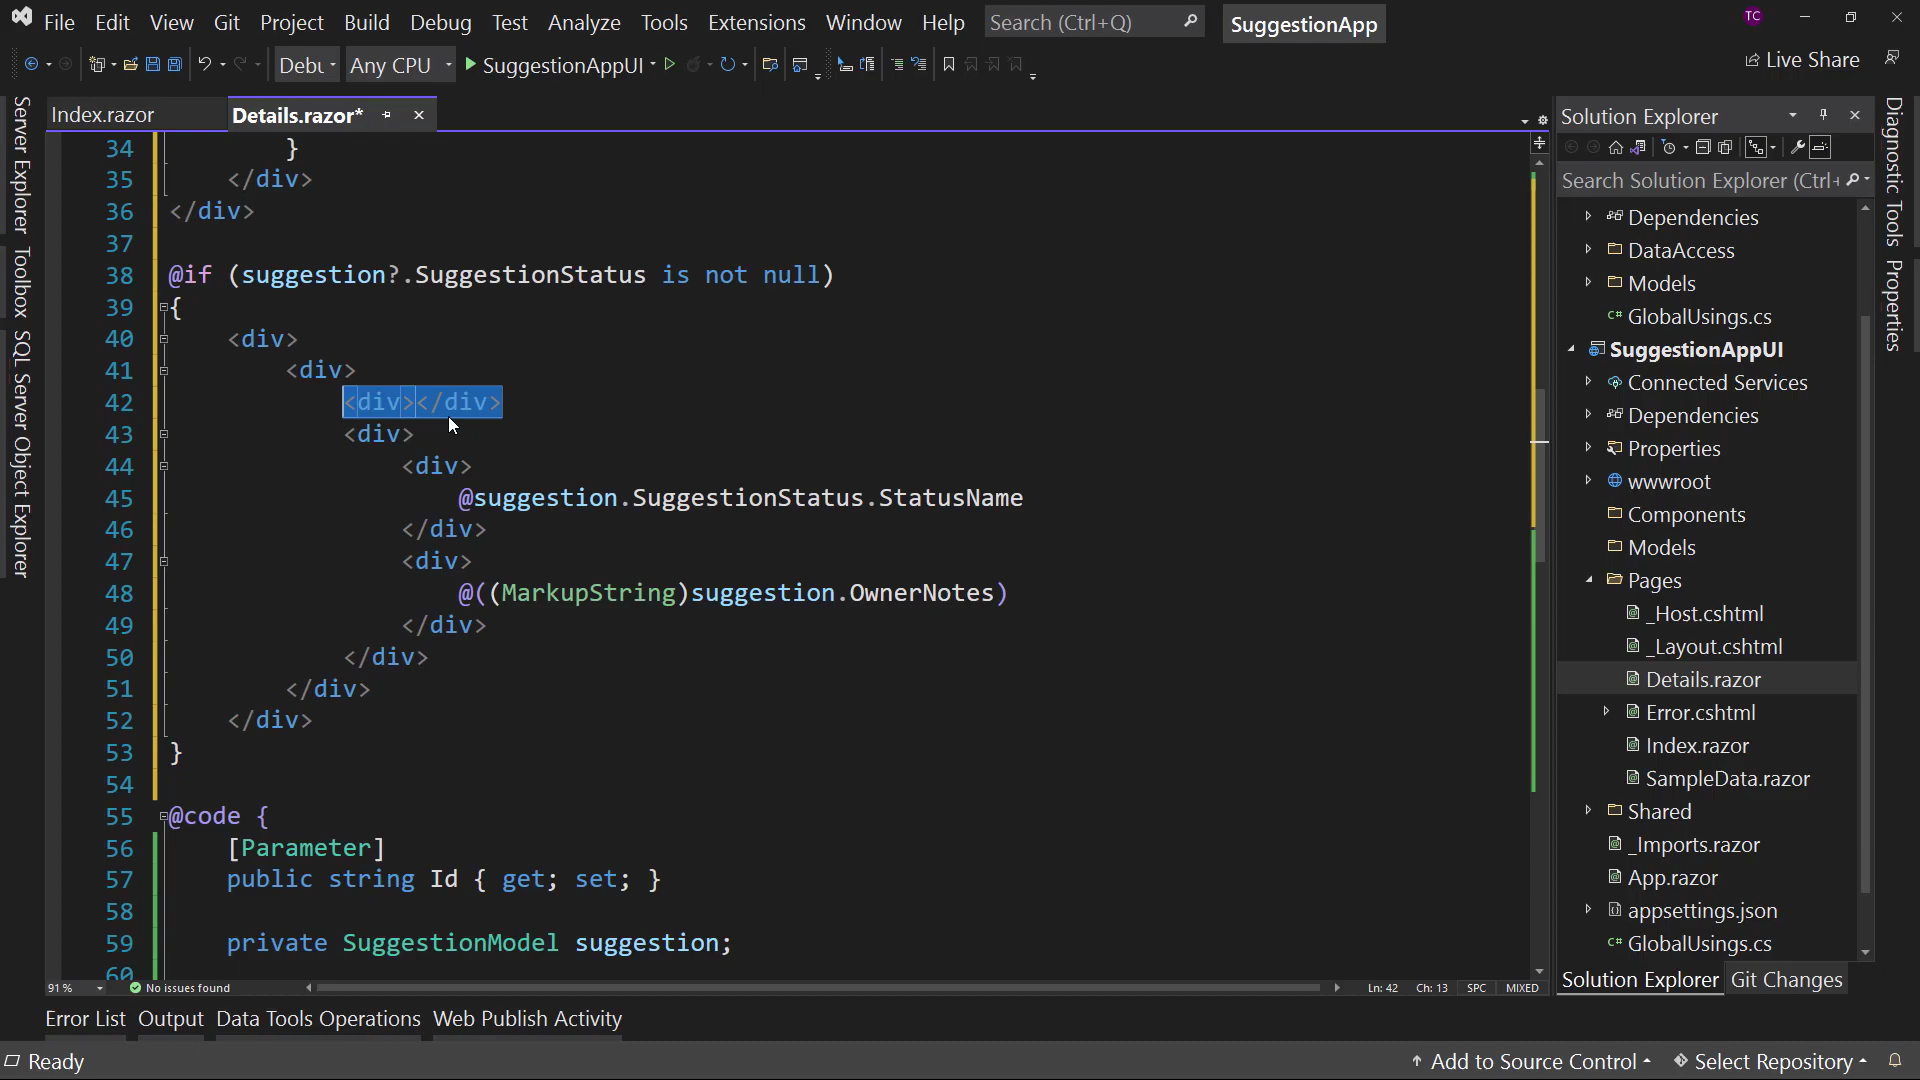 File Edit View Git Project Build Debug Test Analyze Tools Extensions Window Help Search (Ctrl+Q) SuggestionApp TC
Debu Any CPU SuggestionAppUI Live Share
Server Explorer
Toolbox
SQL Server Object Explorer
Index.razor Details.razor*
34 }
35 </div>
36 </div>
37
38 @if (suggestion?.SuggestionStatus is not null)
39 {
40 <div>
41 <div>
42 <div></div>
43 <div>
44 <div>
45 @suggestion.SuggestionStatus.StatusName
46 </div>
47 <div>
48 @((MarkupString)suggestion.OwnerNotes)
49 </div>
50 </div>
51 </div>
52 </div>
53 }
54
55 @code {
56 [Parameter]
57 public string Id { get; set; }
58
59 private SuggestionModel suggestion;
60
91 % No issues found Ln: 42 Ch: 13 SPC MIXED
Solution Explorer
Search Solution Explorer (Ctrl+
Dependencies
DataAccess
Models
C# GlobalUsings.cs
SuggestionAppUI
Connected Services
Dependencies
Properties
wwwroot
Components
Models
Pages
_Host.cshtml
_Layout.cshtml
Details.razor
Error.cshtml
Index.razor
SampleData.razor
Shared
_Imports.razor
App.razor
appsettings.json
C# GlobalUsings.cs
Solution Explorer Git Changes
Diagnostic Tools
Properties
Error List Output Data Tools Operations Web Publish Activity
Ready Add to Source Control Select Repository